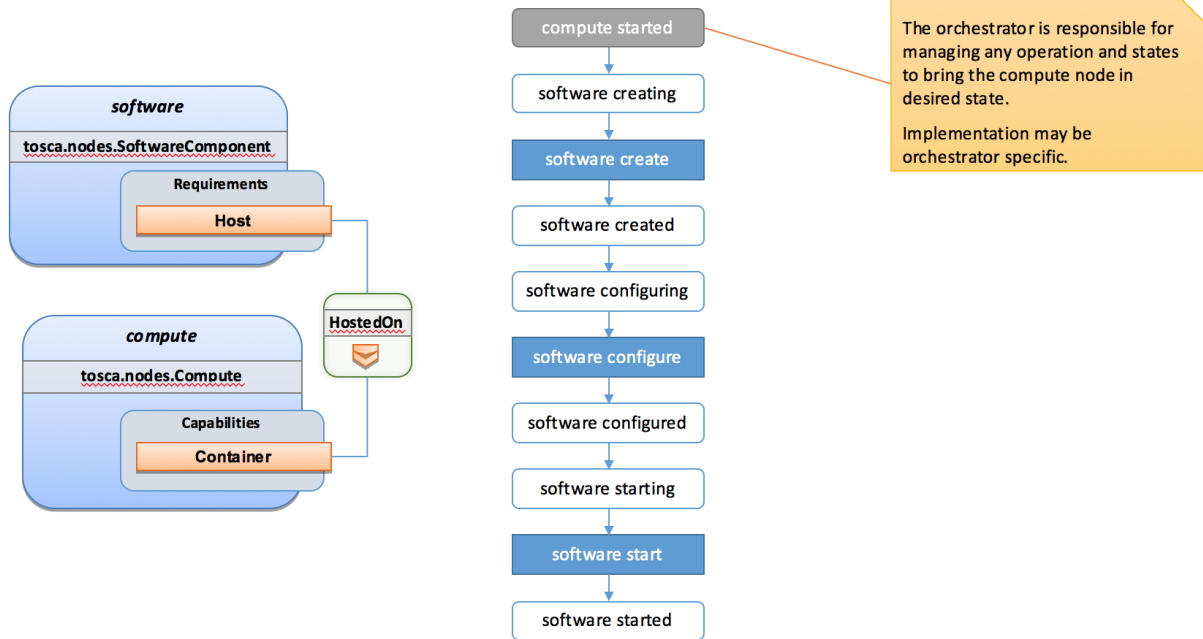 software
tosca.nodes.SoftwareComponent
Requirements
Host
HostedOn
compute
tosca.nodes.Compute
Capabilities
Container
compute started
software creating
software create
software created
software configuring
software configure
software configured
software starting
software start
software started
The orchestrator is responsible for
managing any operation and states
to bring the compute node in
desired state.
Implementation may be
orchestrator specific.